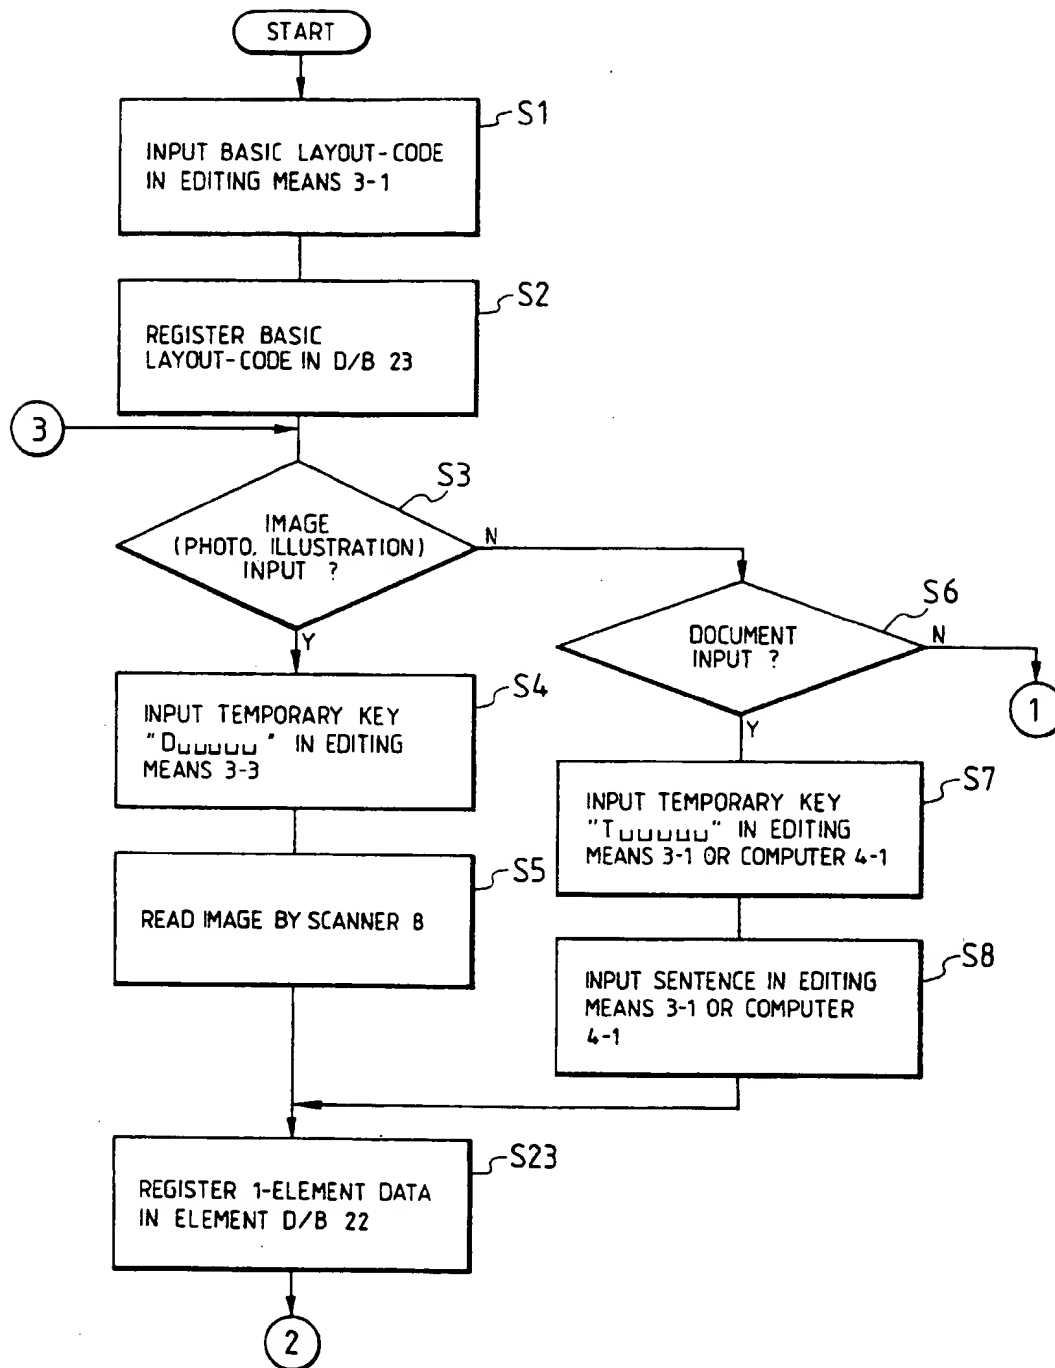 START
S1
INPUT BASIC LAYOUT-CODE
IN EDITING MEANS 3-1
S2
REGISTER BASIC
LAYOUT-CODE IN D/B 23
3
S3
IMAGE
(PHOTO. ILLUSTRATION)
INPUT ?
N
Y
S6
DOCUMENT
INPUT ?
N
Y
1
S4
INPUT TEMPORARY KEY
"D␣␣␣␣␣" IN EDITING
MEANS 3-3
S7
INPUT TEMPORARY KEY
"T␣␣␣␣␣" IN EDITING
MEANS 3-1 OR COMPUTER 4-1
S5
READ IMAGE BY SCANNER 8
S8
INPUT SENTENCE IN EDITING
MEANS 3-1 OR COMPUTER
4-1
S23
REGISTER 1-ELEMENT DATA
IN ELEMENT D/B 22
2